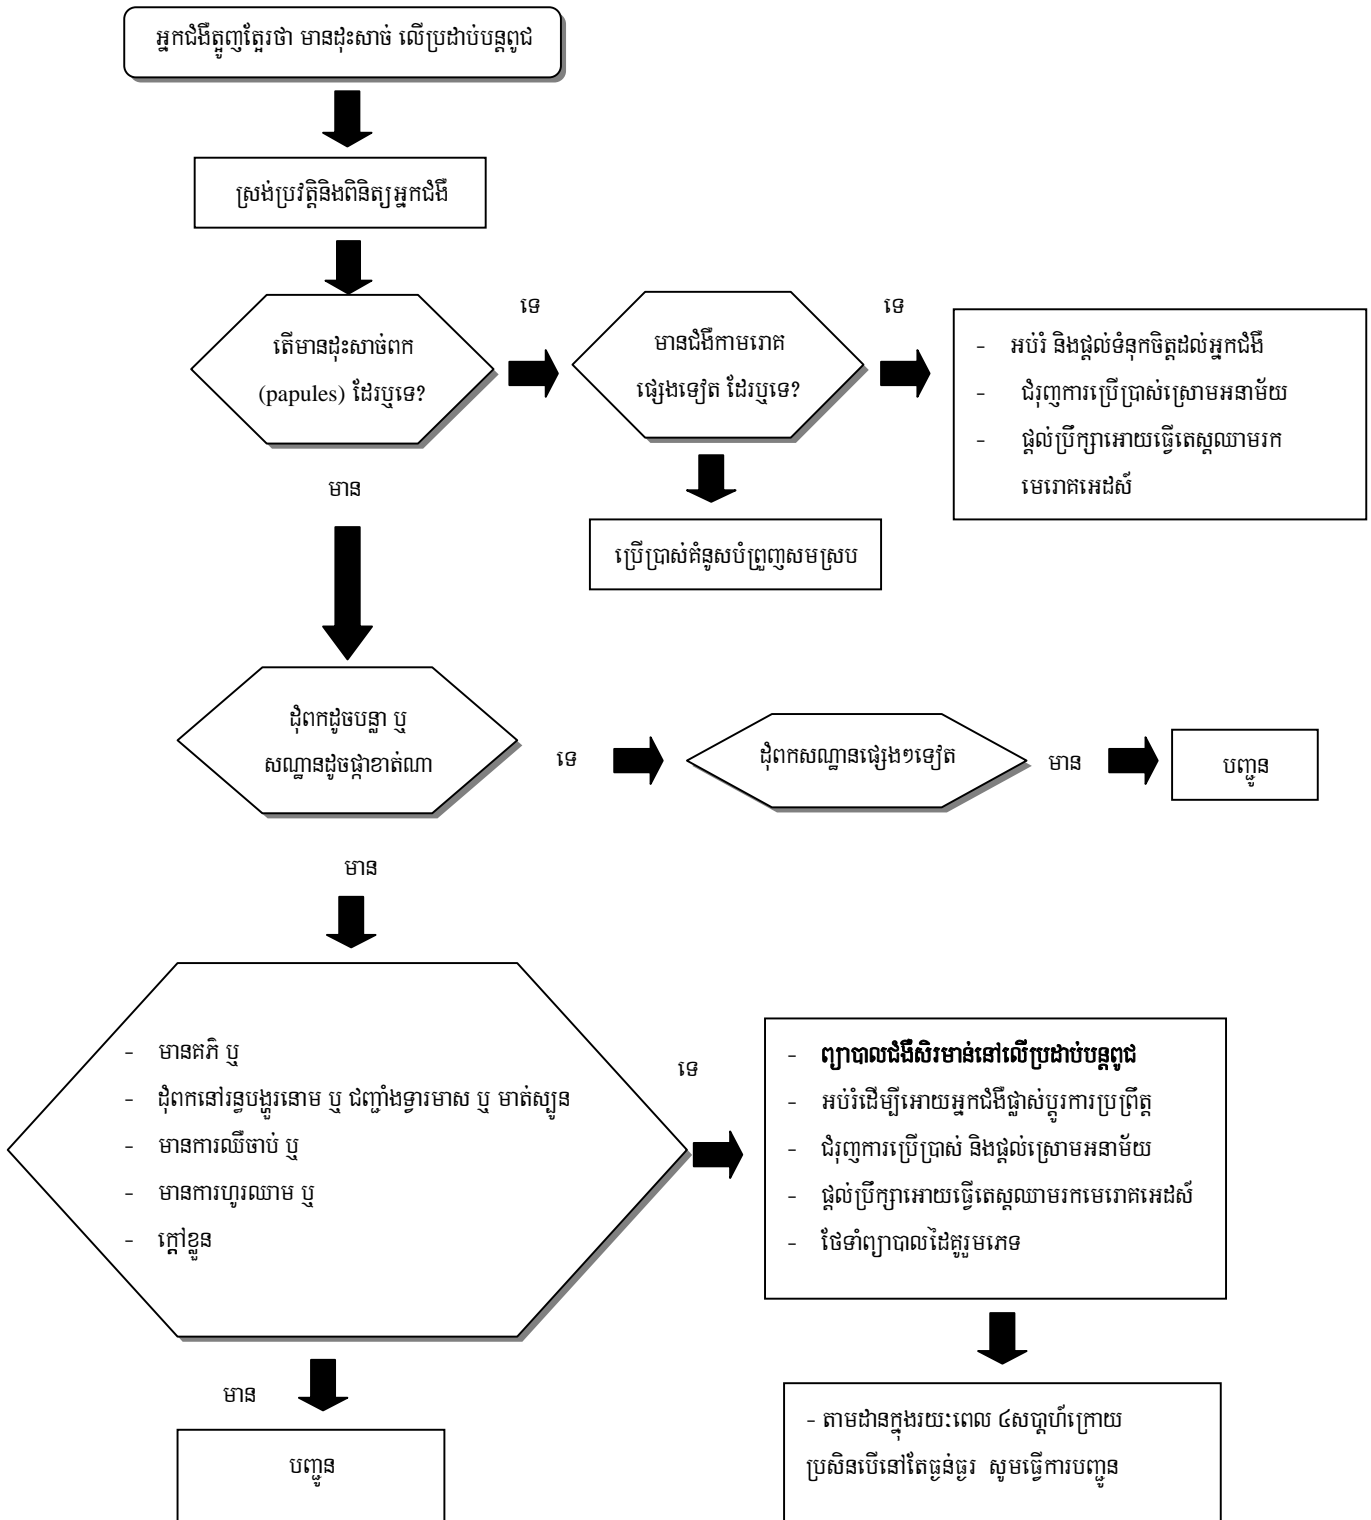 អ្នកជំងឺត្អូញត្អែរថា មានដុះសាច់ លើប្រដាប់បន្តពូជ
ស្រង់ប្រវត្តិនិងពិនិត្យអ្នកជំងឺ
តើមានដុះសាច់ពក
(papules) ដែរឬទេ?
ទេ
មានជំងឺកាមរោគ
ផ្សេងទៀត ដែរឬទេ?
ទេ
- អប់រំ និងផ្តល់ទំនុកចិត្តដល់អ្នកជំងឺ
- ជំរុញការប្រើប្រាស់ស្រោមអនាម័យ
- ផ្តល់ប្រឹក្សាអោយធ្វើតេស្តឈាមរក
មេរោគអេដស៍
មាន
ប្រើប្រាស់គំនូសបំព្រួញសមស្រប
ដុំពកដូចបន្លា ឬ
សណ្ឋានដូចផ្កាខាត់ណា
ទេ
ដុំពកសណ្ឋានផ្សេងៗទៀត
មាន
បញ្ជូន
មាន
- មានគភិ ឬ
- ដុំពកនៅរន្ធបង្ហួរនោម ឬ ជញ្ជាំងទ្វារមាស ឬ មាត់ស្បូន
- មានការឈឺចាប់ ឬ
- មានការហូរឈាម ឬ
- ក្តៅខ្លួន
ទេ
- ព្យាបាលជំងឺសិរមាន់នៅលើប្រដាប់បន្តពូជ
- អប់រំដើម្បីអោយអ្នកជំងឺផ្លាស់ប្តូរការប្រព្រឹត្ត
- ជំរុញការប្រើប្រាស់ និងផ្តល់ស្រោមអនាម័យ
- ផ្តល់ប្រឹក្សាអោយធ្វើតេស្តឈាមរកមេរោគអេដស៍
- ថែទាំព្យាបាលដៃគូរួមភេទ
មាន
បញ្ជូន
- តាមដានក្នុងរយៈពេល ៤សបា្តហ៍ក្រោយ
ប្រសិនបើនៅតែធ្ងន់ធ្ងរ សូមធ្វើការបញ្ជូន